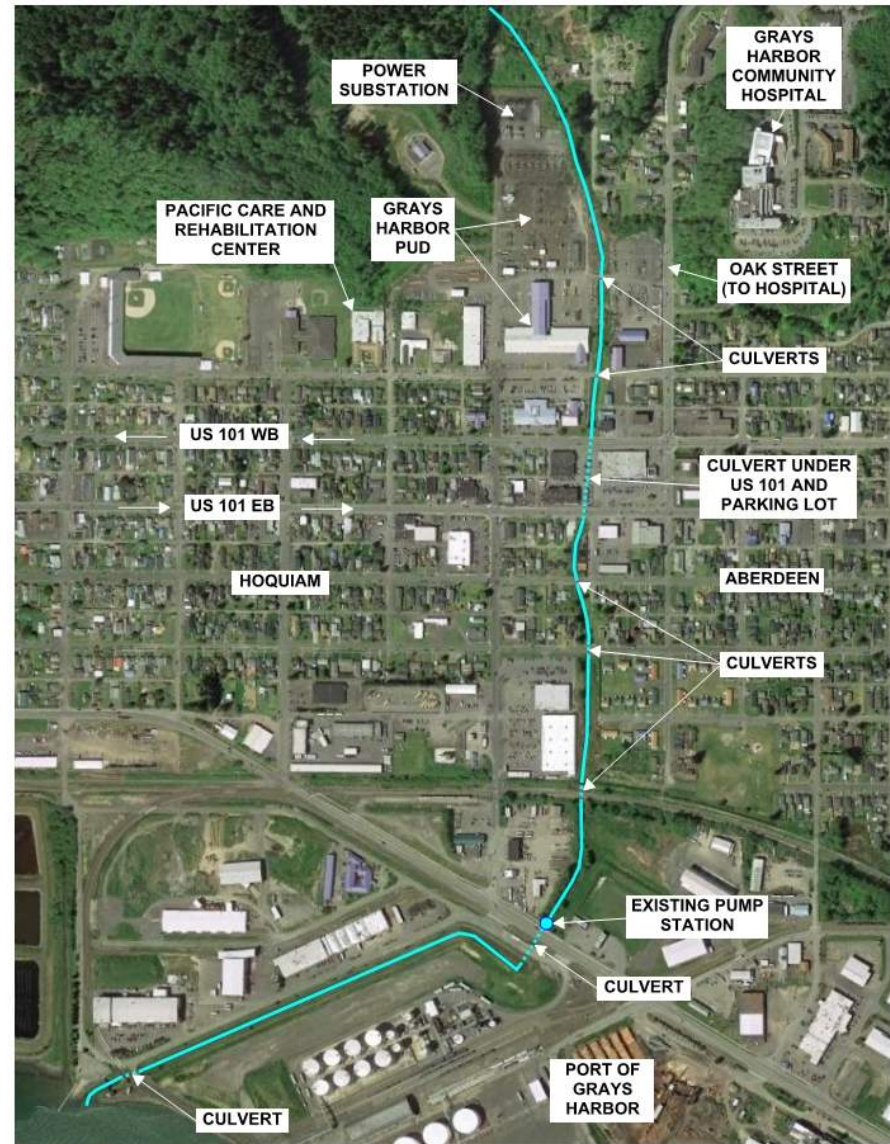 GRAYS
HARBOR
COMMUNITY
HOSPITAL
POWER
SUBSTATION
PACIFIC CARE AND
REHABILITATION
CENTER
GRAYS
HARBOR
PUD
OAK STREET
(TO HOSPITAL)
CULVERTS
US 101 WB
CULVERT UNDER
US 101 AND
PARKING LOT
US 101 EB
HOQUIAM
ABERDEEN
CULVERTS
EXISTING PUMP
STATION
CULVERT
PORT OF
GRAYS
HARBOR
CULVERT